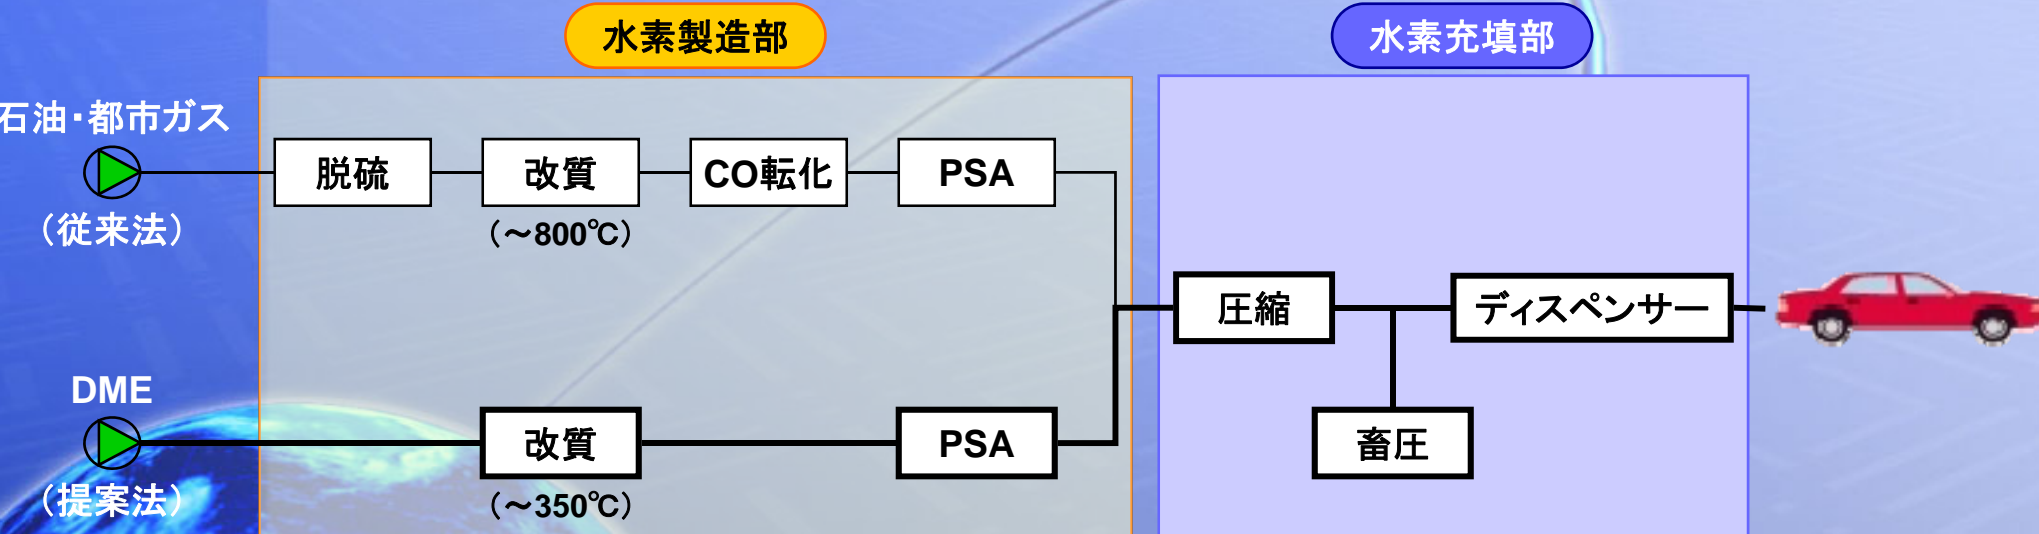 水素製造部
水素充填部
石油・都市ガス
(従来法)
脱硫
改質
(～800℃)
CO転化
PSA
圧縮
ディスペンサー
畜圧
DME
(提案法)
改質
(～350℃)
PSA